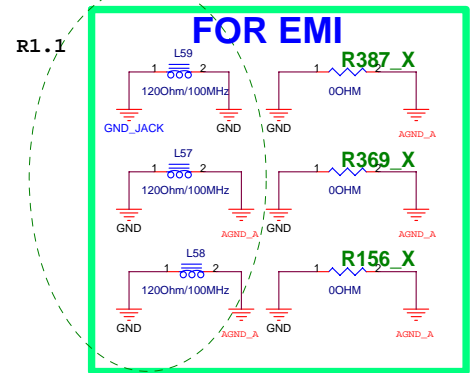 FOR EMI
R1.1
L59
R387_X
1 2
1 2
120Ohm/100MHz
0OHM
GND_JACK
GND
GND
AGND_A
L57
R369_X
1 2
1 2
120Ohm/100MHz
0OHM
GND
AGND_A
GND
AGND_A
L58
R156_X
1 2
1 2
120Ohm/100MHz
0OHM
GND
AGND_A
GND
AGND_A